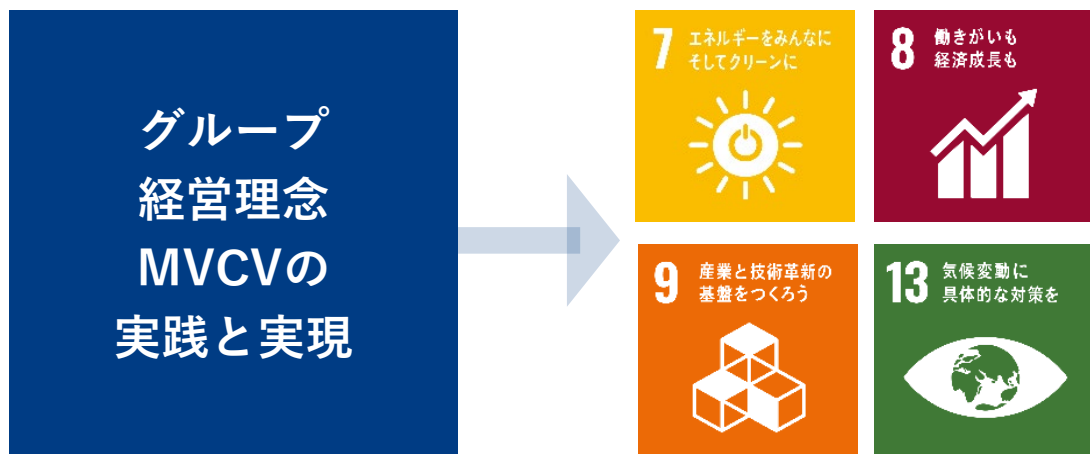 グループ
経営理念
MVCVの
実践と実現
7 エネルギーをみんなに
そしてクリーンに
8 働きがいも
経済成長も
9 産業と技術革新の
基盤をつくろう
13 気候変動に
具体的な対策を